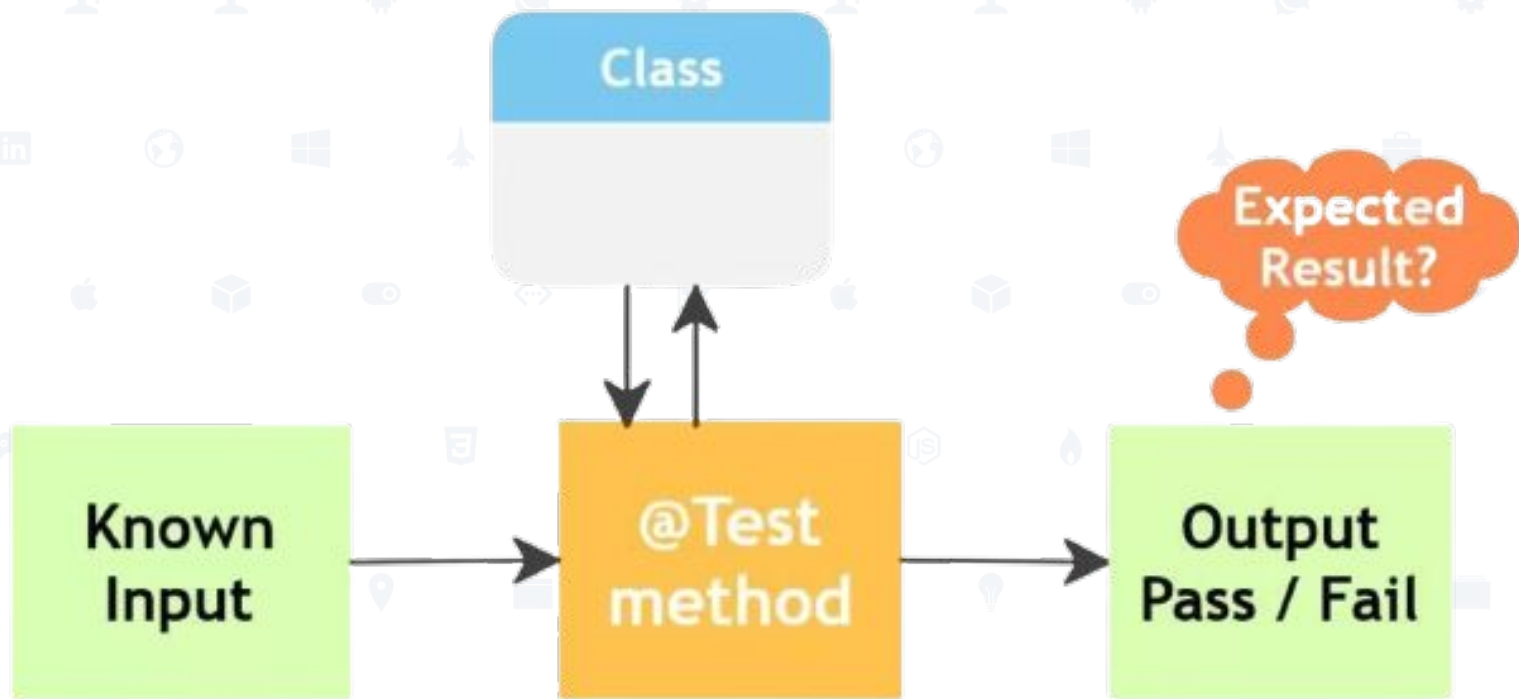 Class
Expected
Result?
Known
Input
@Test
method
Output
Pass / Fail